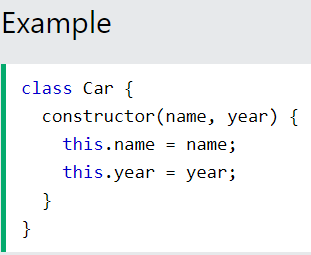 Example
class Car {
  constructor(name, year) {
    this.name = name;
    this.year = year;
  }
}